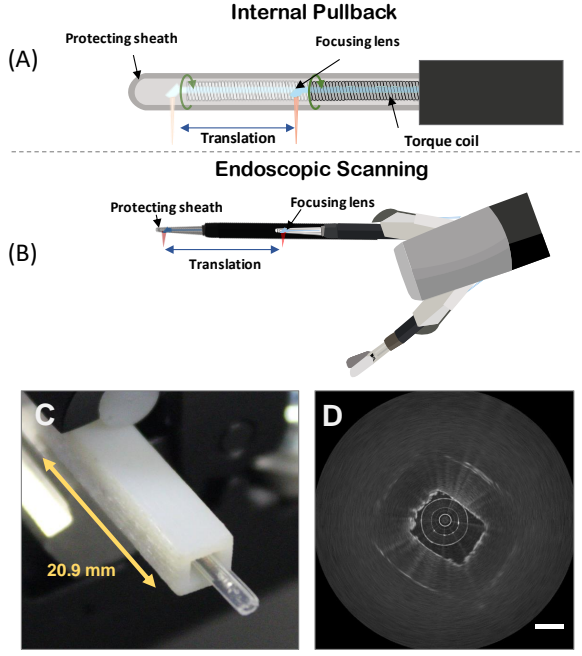 Internal Pullback
(A)
Protecting sheath
Focusing lens
Translation
Torque coil
Endoscopic Scanning
(B)
Protecting sheath
Focusing lens
Translation
C
20.9 mm
D